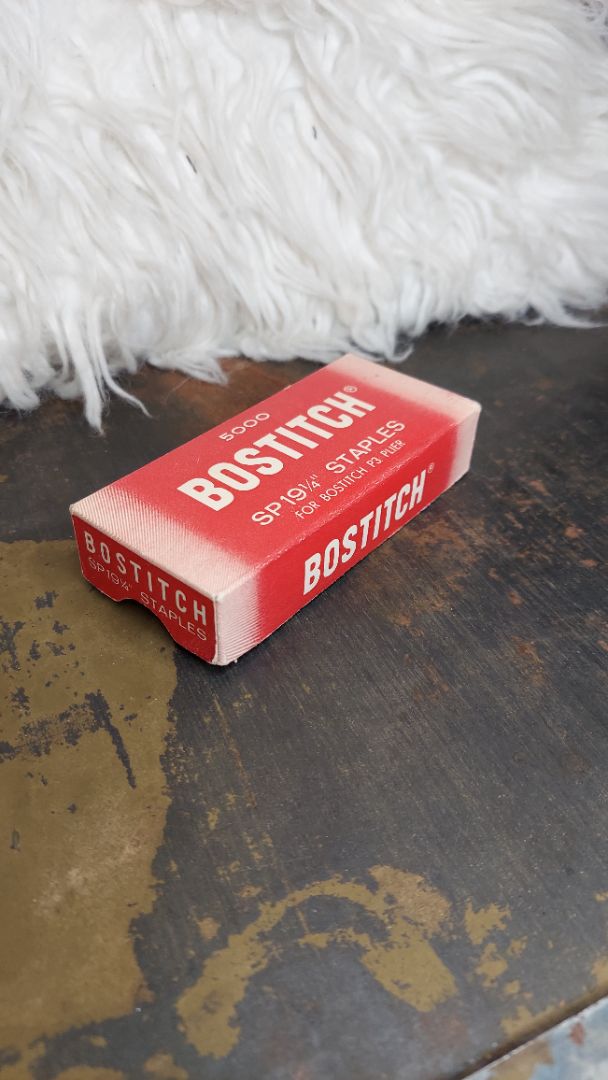 5000
BOSTITCH®
SP19¼" STAPLES
FOR BOSTITCH P3 PLIER
BOSTITCH®
BOSTITCH
SP19¼" STAPLES